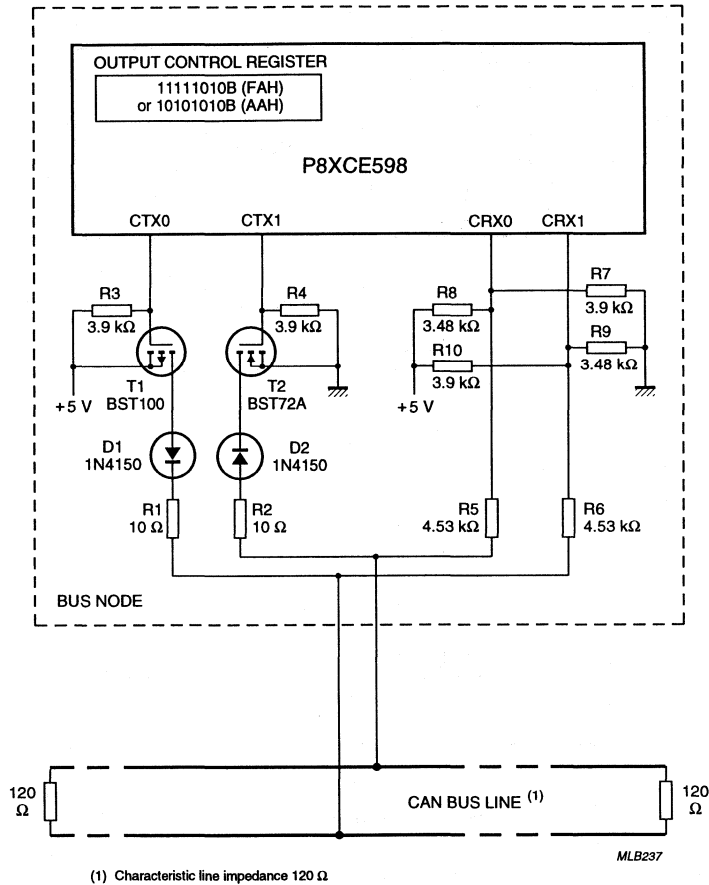 OUTPUT CONTROL REGISTER
11111010B (FAH)
or 10101010B (AAH)
P8XCE598
CTX0
CTX1
CRX0
CRX1
R3
3.9 kΩ
R4
3.9 kΩ
R8
3.48 kΩ
R7
3.9 kΩ
R10
3.9 kΩ
R9
3.48 kΩ
+5 V
T1
BST100
T2
BST72A
+5 V
D1
1N4150
D2
1N4150
R1
10 Ω
R2
10 Ω
R5
4.53 kΩ
R6
4.53 kΩ
BUS NODE
120
Ω
CAN BUS LINE (1)
120
Ω
MLB237
(1) Characteristic line impedance 120 Ω